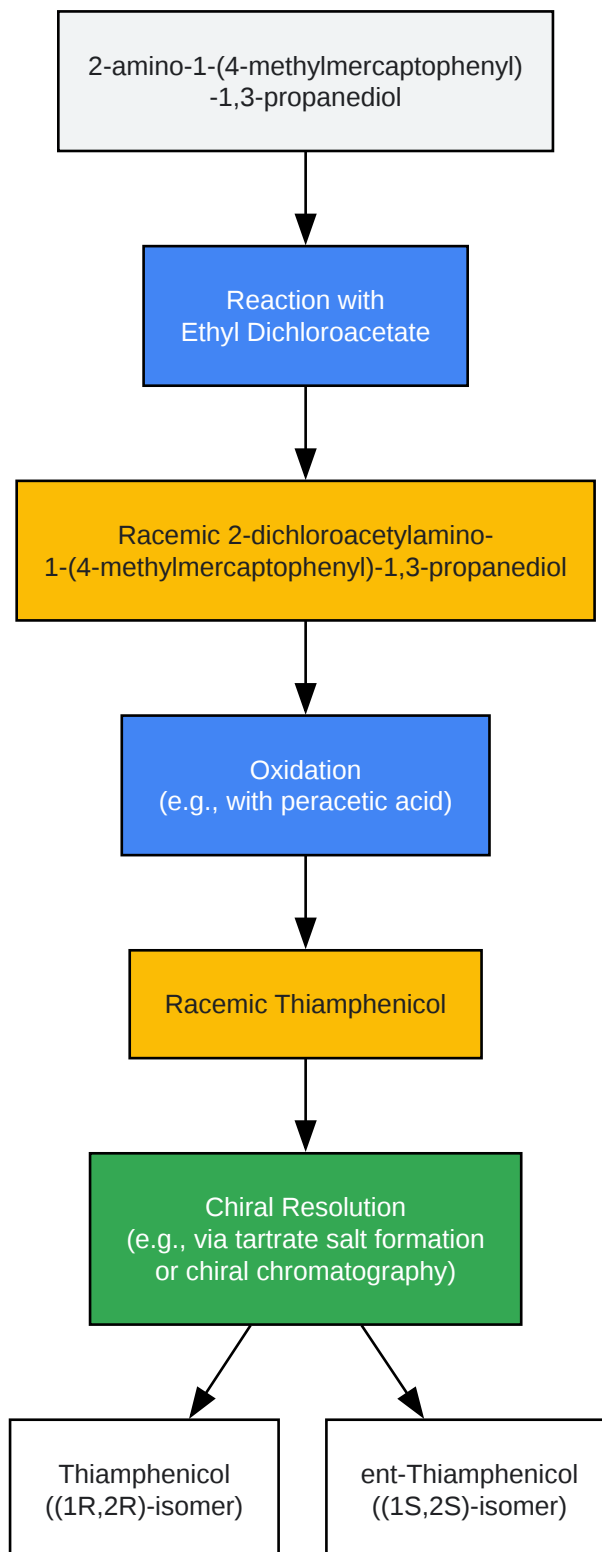 2-amino-1-(4-methylmercaptophenyl)
-1,3-propanediol
Reaction with
Ethyl Dichloroacetate
Racemic 2-dichloroacetylamino-
1-(4-methylmercaptophenyl)-1,3-propanediol
Oxidation
(e.g., with peracetic acid)
Racemic Thiamphenicol
Chiral Resolution
(e.g., via tartrate salt formation
or chiral chromatography)
Thiamphenicol
((1R,2R)-isomer)
ent-Thiamphenicol
((1S,2S)-isomer)